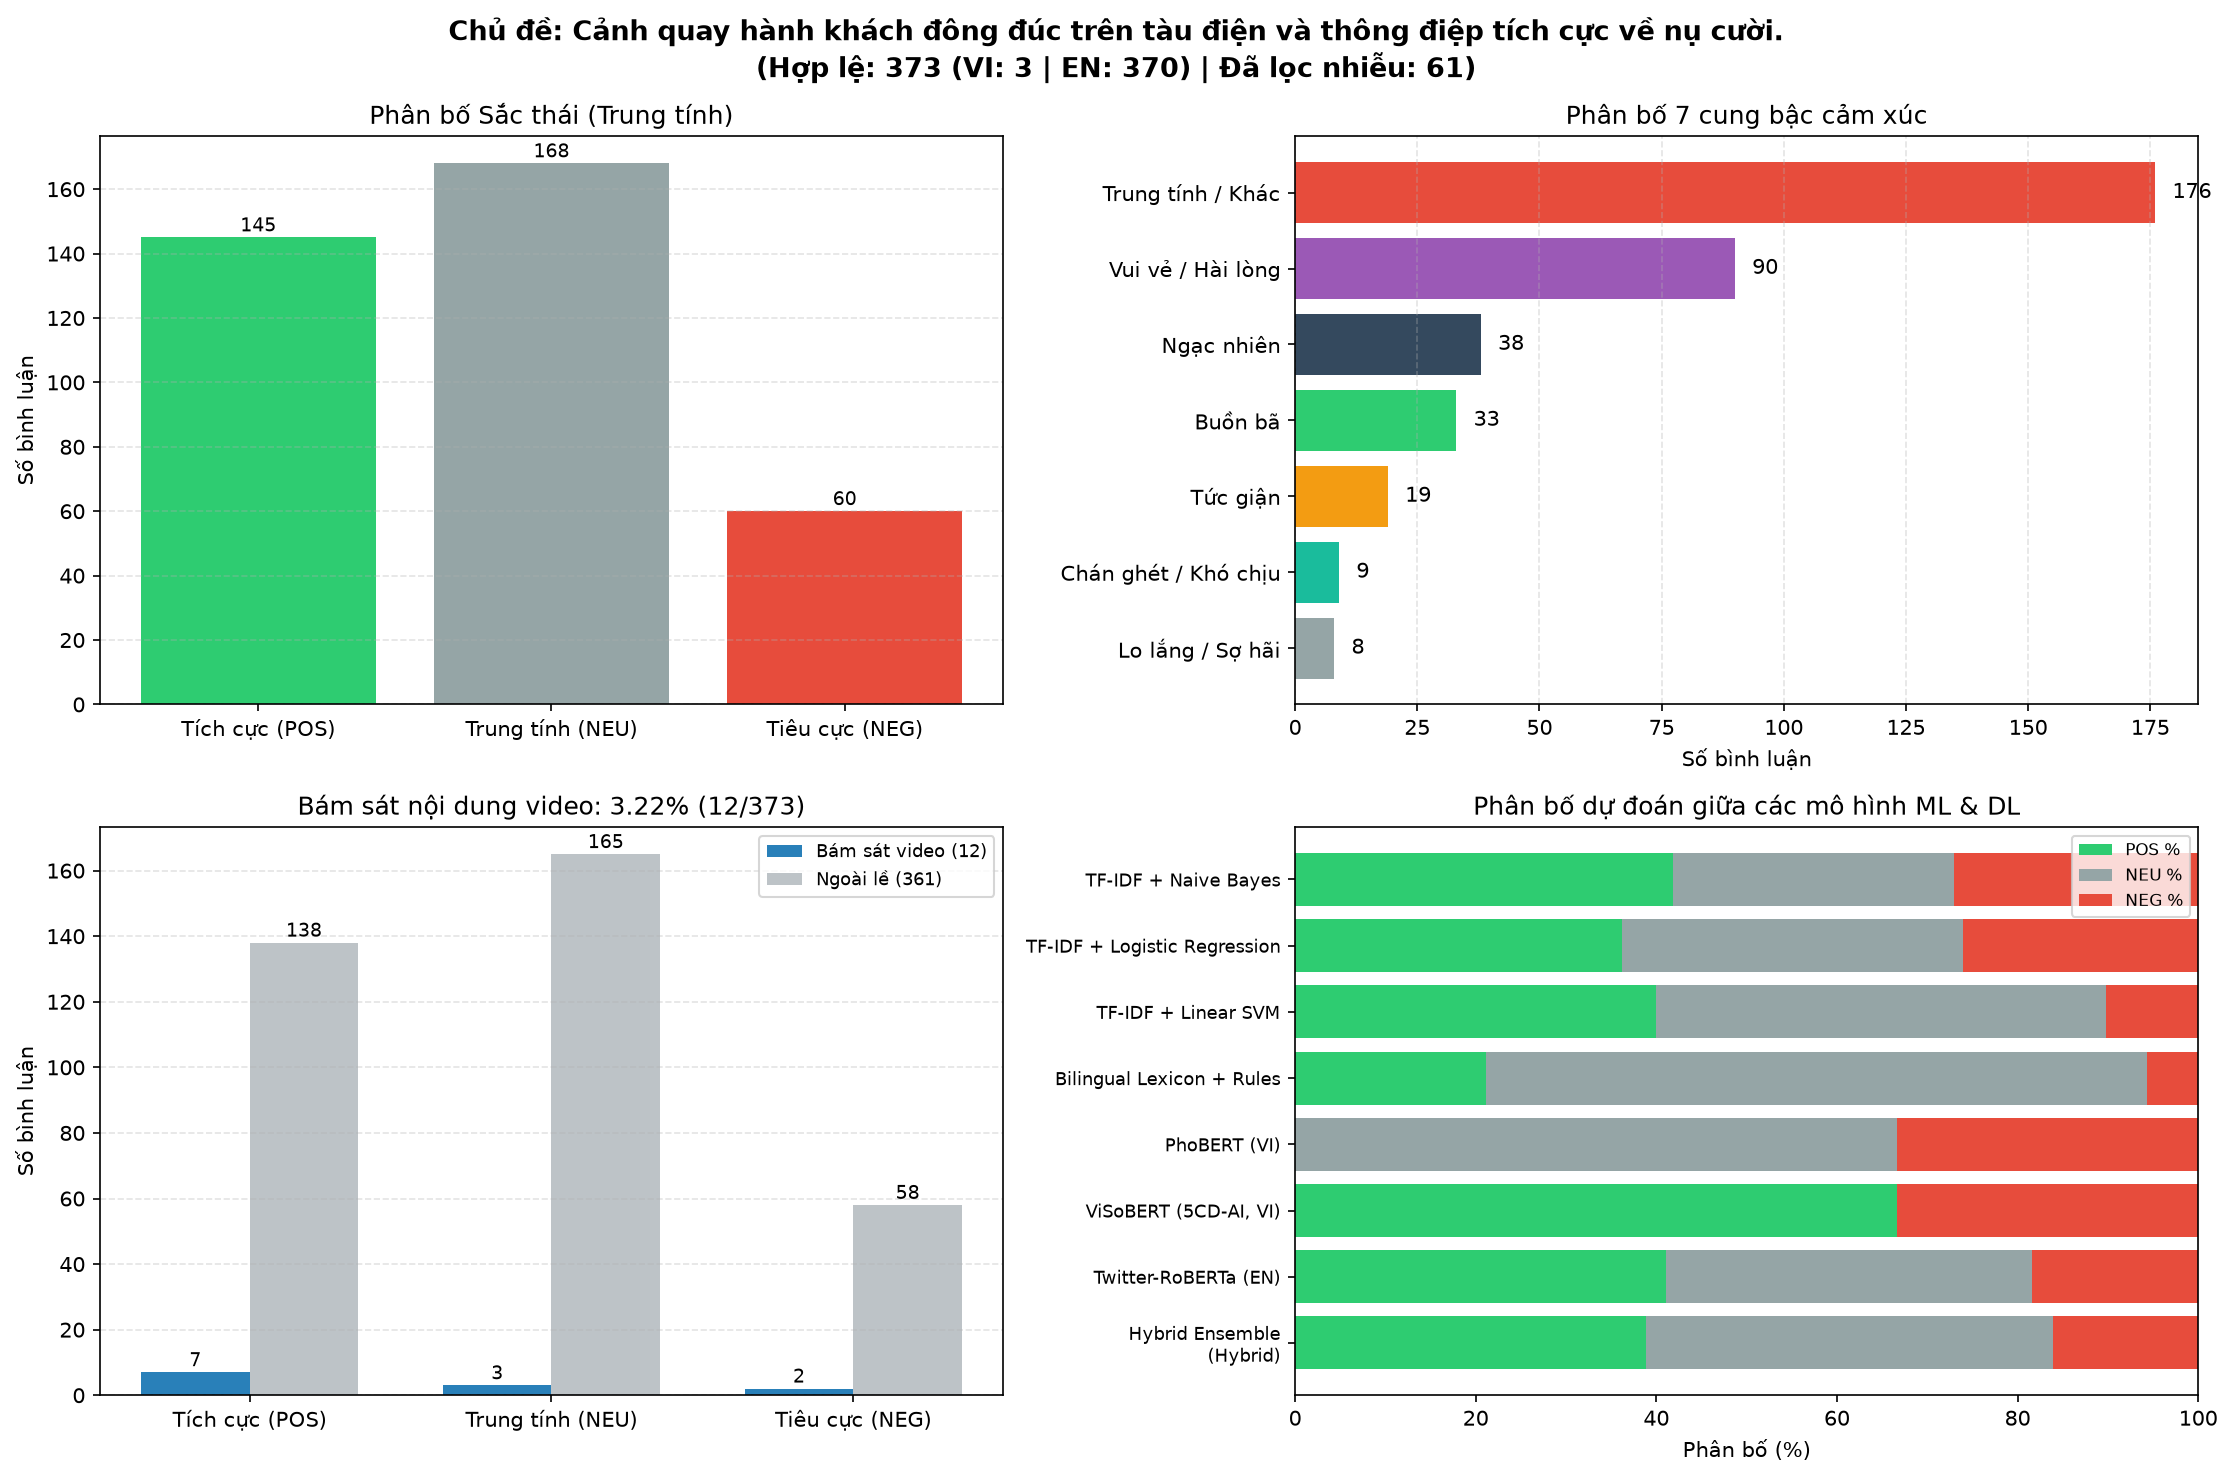 Chủ đề: Cảnh quay hành khách đông đúc trên tàu điện và thông điệp tích cực về nụ cười.
(Hợp lệ: 373 (VI: 3 | EN: 370) | Đã lọc nhiễu: 61)
Phân bố Sắc thái (Trung tính)
Số bình luận
0
20
40
60
80
100
120
140
160
145
168
60
Tích cực (POS)
Trung tính (NEU)
Tiêu cực (NEG)
Phân bố 7 cung bậc cảm xúc
Trung tính / Khác
176
Vui vẻ / Hài lòng
90
Ngạc nhiên
38
Buồn bã
33
Tức giận
19
Chán ghét / Khó chịu
9
Lo lắng / Sợ hãi
8
0
25
50
75
100
125
150
175
Số bình luận
Bám sát nội dung video: 3.22% (12/373)
Số bình luận
0
20
40
60
80
100
120
140
160
Bám sát video (12)
Ngoài lề (361)
7
138
3
165
2
58
Tích cực (POS)
Trung tính (NEU)
Tiêu cực (NEG)
Phân bố dự đoán giữa các mô hình ML & DL
POS %
NEU %
NEG %
TF-IDF + Naive Bayes
TF-IDF + Logistic Regression
TF-IDF + Linear SVM
Bilingual Lexicon + Rules
PhoBERT (VI)
ViSoBERT (5CD-AI, VI)
Twitter-RoBERTa (EN)
Hybrid Ensemble
(Hybrid)
0
20
40
60
80
100
Phân bố (%)